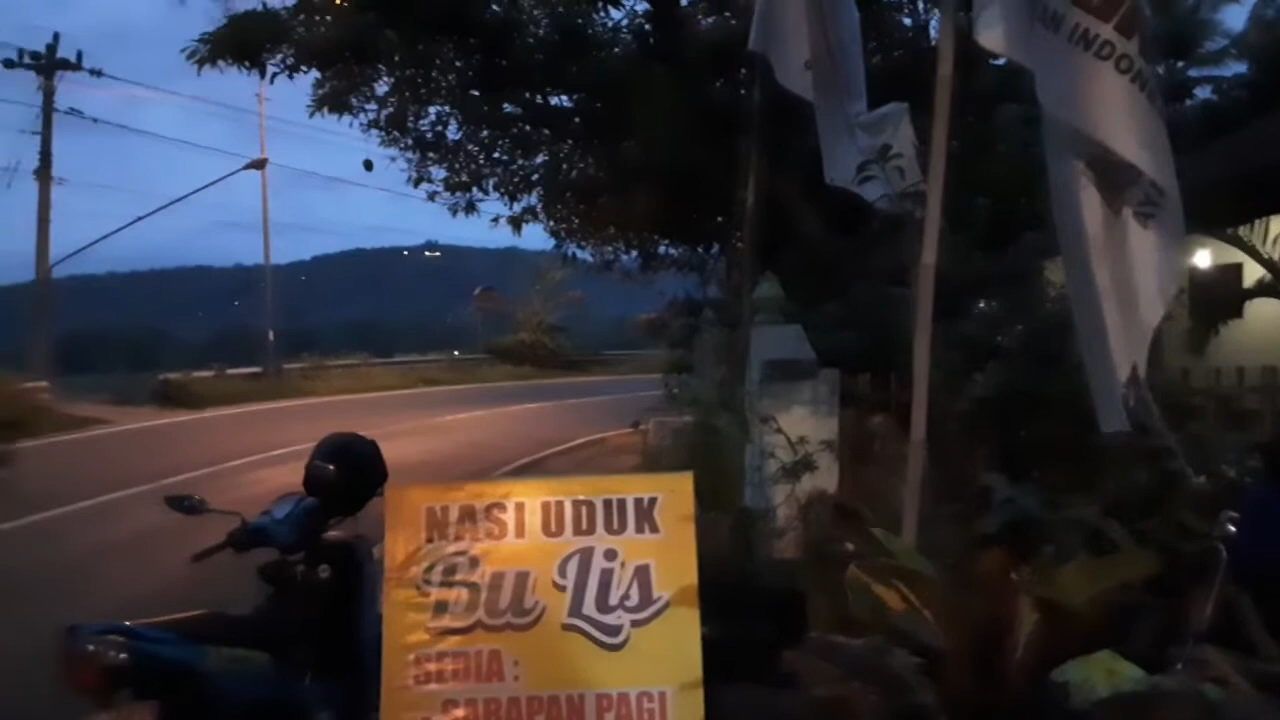 AN INDON
NASI UDUK
Bu Lis
SEDIA :
- SARAPAN PAGI